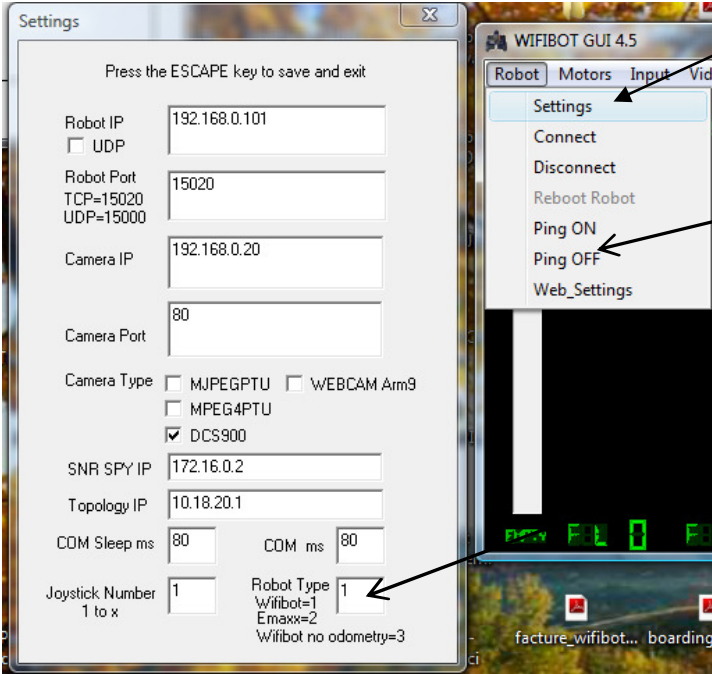 Settings
Press the ESCAPE key to save and exit
Robot IP
192.168.0.101
UDP
Robot Port
15020
TCP=15020
UDP=15000
Camera IP
192.168.0.20
80
Camera Port
Camera Type
MJPEGPTU
WEBCAM Arm9
MPEG4PTU
DCS900
SNR SPY IP
172.16.0.2
Topology IP
10.18.20.1
COM Sleep ms
80
COM ms
80
Joystick Number
1 to x
1
Robot Type
1
Wifibot=1
Emaxx=2
Wifibot no odometry=3
WIFIBOT GUI 4.5
Robot Motors Input Vid
Settings
Connect
Disconnect
Reboot Robot
Ping ON
Ping OFF
Web_Settings
facture_wifibot... boarding
ci